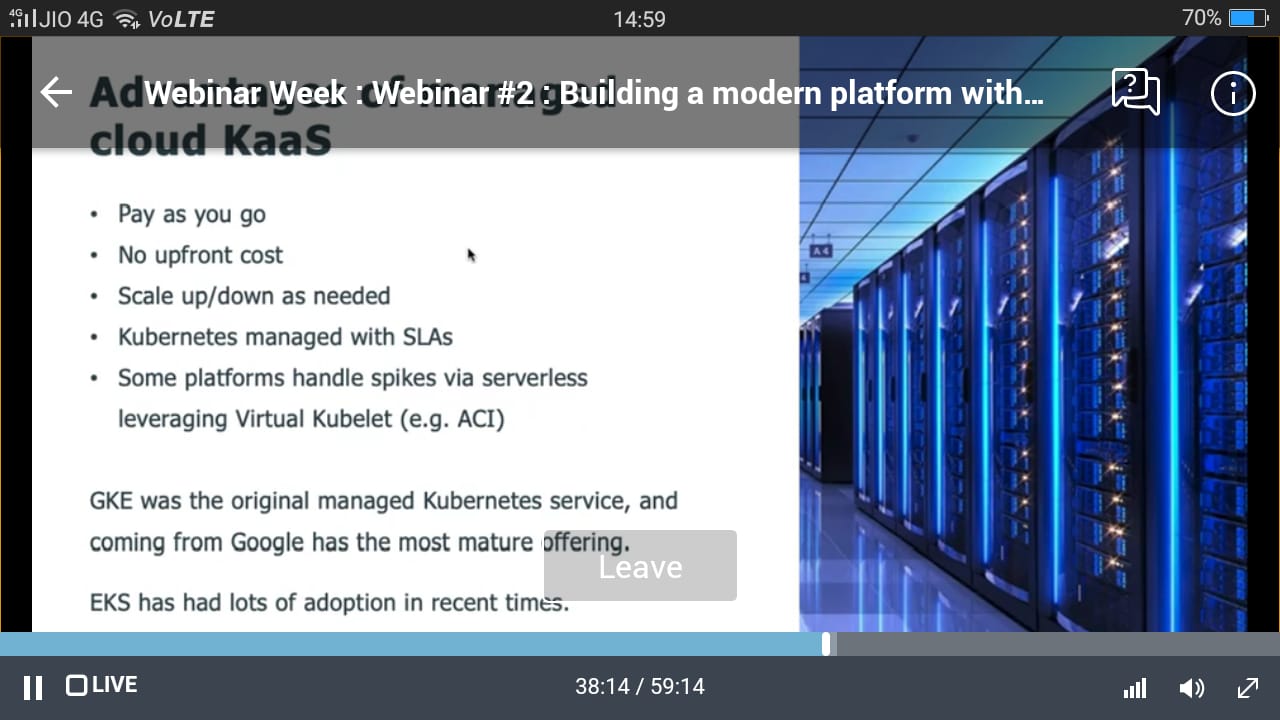 4G JIO 4G VoLTE 14:59 70%
Webinar Week : Webinar #2 : Building a modern platform with...
Advantages of managed
cloud KaaS
• Pay as you go
• No upfront cost
• Scale up/down as needed
• Kubernetes managed with SLAs
• Some platforms handle spikes via serverless
leveraging Virtual Kubelet (e.g. ACI)
GKE was the original managed Kubernetes service, and
coming from Google has the most mature offering.
Leave
EKS has had lots of adoption in recent times.
A4
LIVE 38:14 / 59:14